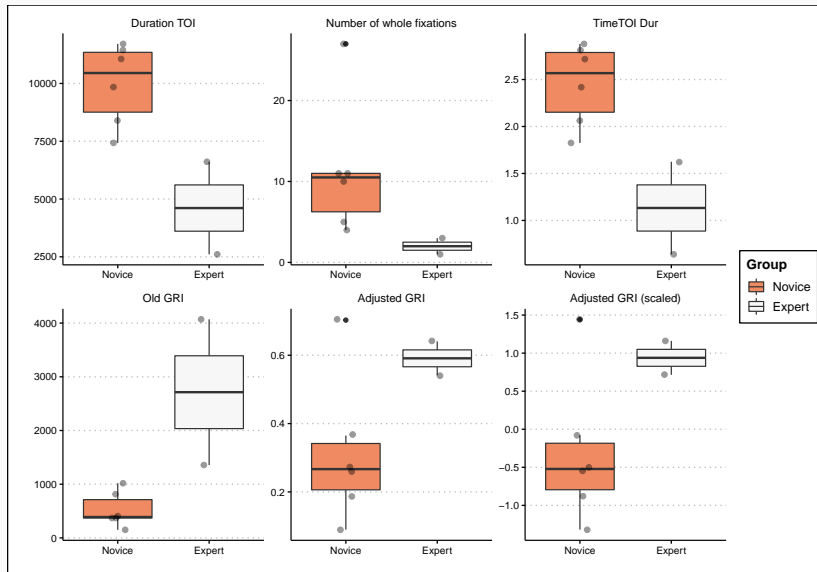 Duration TOI
Number of whole fixations
TimeTOI Dur
10000
7500
5000
2500
20
10
0
2.5
2.0
1.5
1.0
Novice
Expert
Novice
Expert
Novice
Expert
Group
Novice
Expert
Old GRI
Adjusted GRI
Adjusted GRI (scaled)
4000
3000
2000
1000
0
0.6
0.4
0.2
1.5
1.0
0.5
0.0
−0.5
−1.0
Novice
Expert
Novice
Expert
Novice
Expert